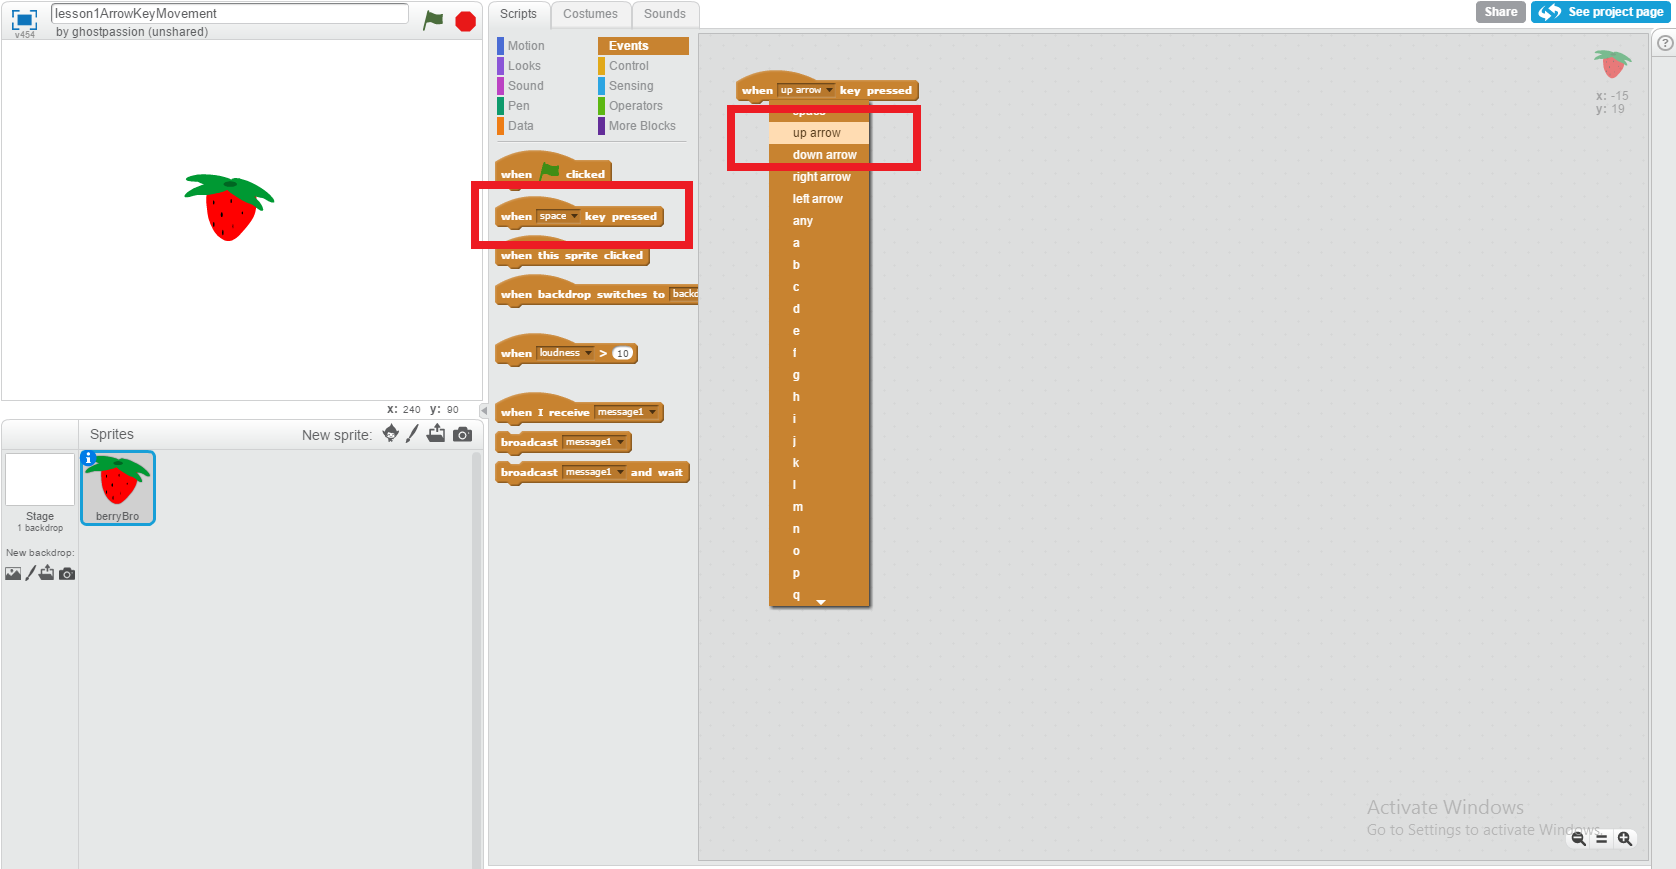 lesson1ArrowKeyMovement
by ghostpassion (unshared)
v454
Scripts
Costumes
Sounds
Share
See project page
?
Motion
Events
Looks
Control
Sound
Sensing
Pen
Operators
Data
More Blocks
when clicked
when space key pressed
when this sprite clicked
when backdrop switches to backd
when loudness > 10
when I receive message1
broadcast message1
broadcast message1 and wait
when up arrow key pressed
space
up arrow
down arrow
right arrow
left arrow
any
a
b
c
d
e
f
g
h
i
j
k
l
m
n
o
p
q
x: -15
y: 19
x: 240 y: 90
Sprites
New sprite:
i
berryBro
Stage
1 backdrop
New backdrop:
Activate Windows
Go to Settings to activate Windows.